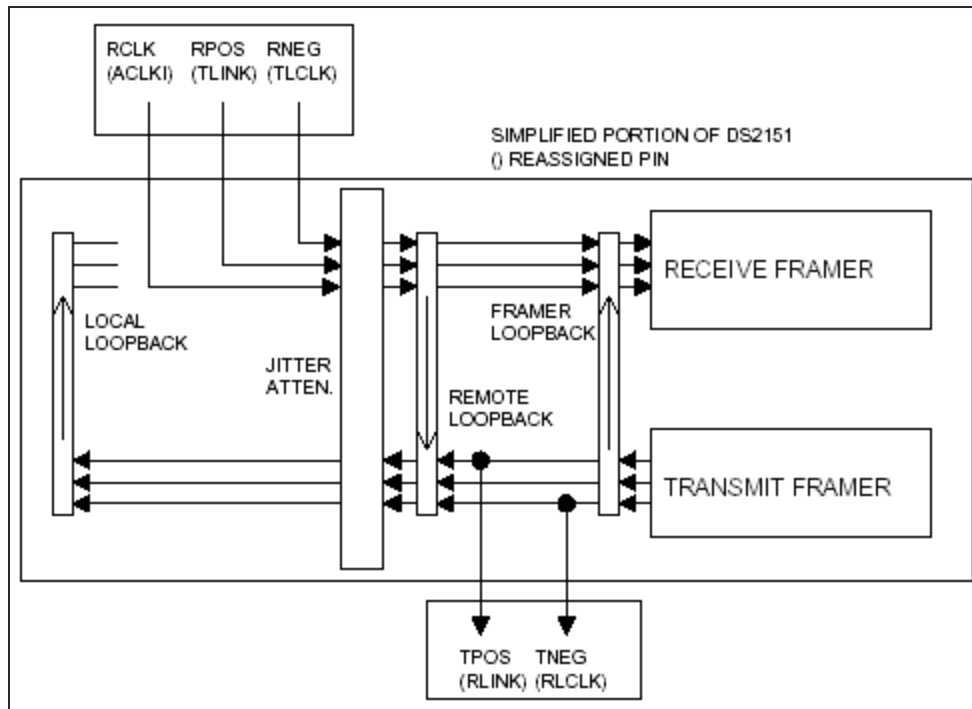 RCLK RPOS RNEG
(ACLKI) (TLINK) (TLCLK)
SIMPLIFIED PORTION OF DS2151
() REASSIGNED PIN
RECEIVE FRAMER
LOCAL
LOOPBACK
FRAMER
LOOPBACK
JITTER
ATTEN.
REMOTE
LOOPBACK
TRANSMIT FRAMER
TPOS TNEG
(RLINK) (RLCLK)